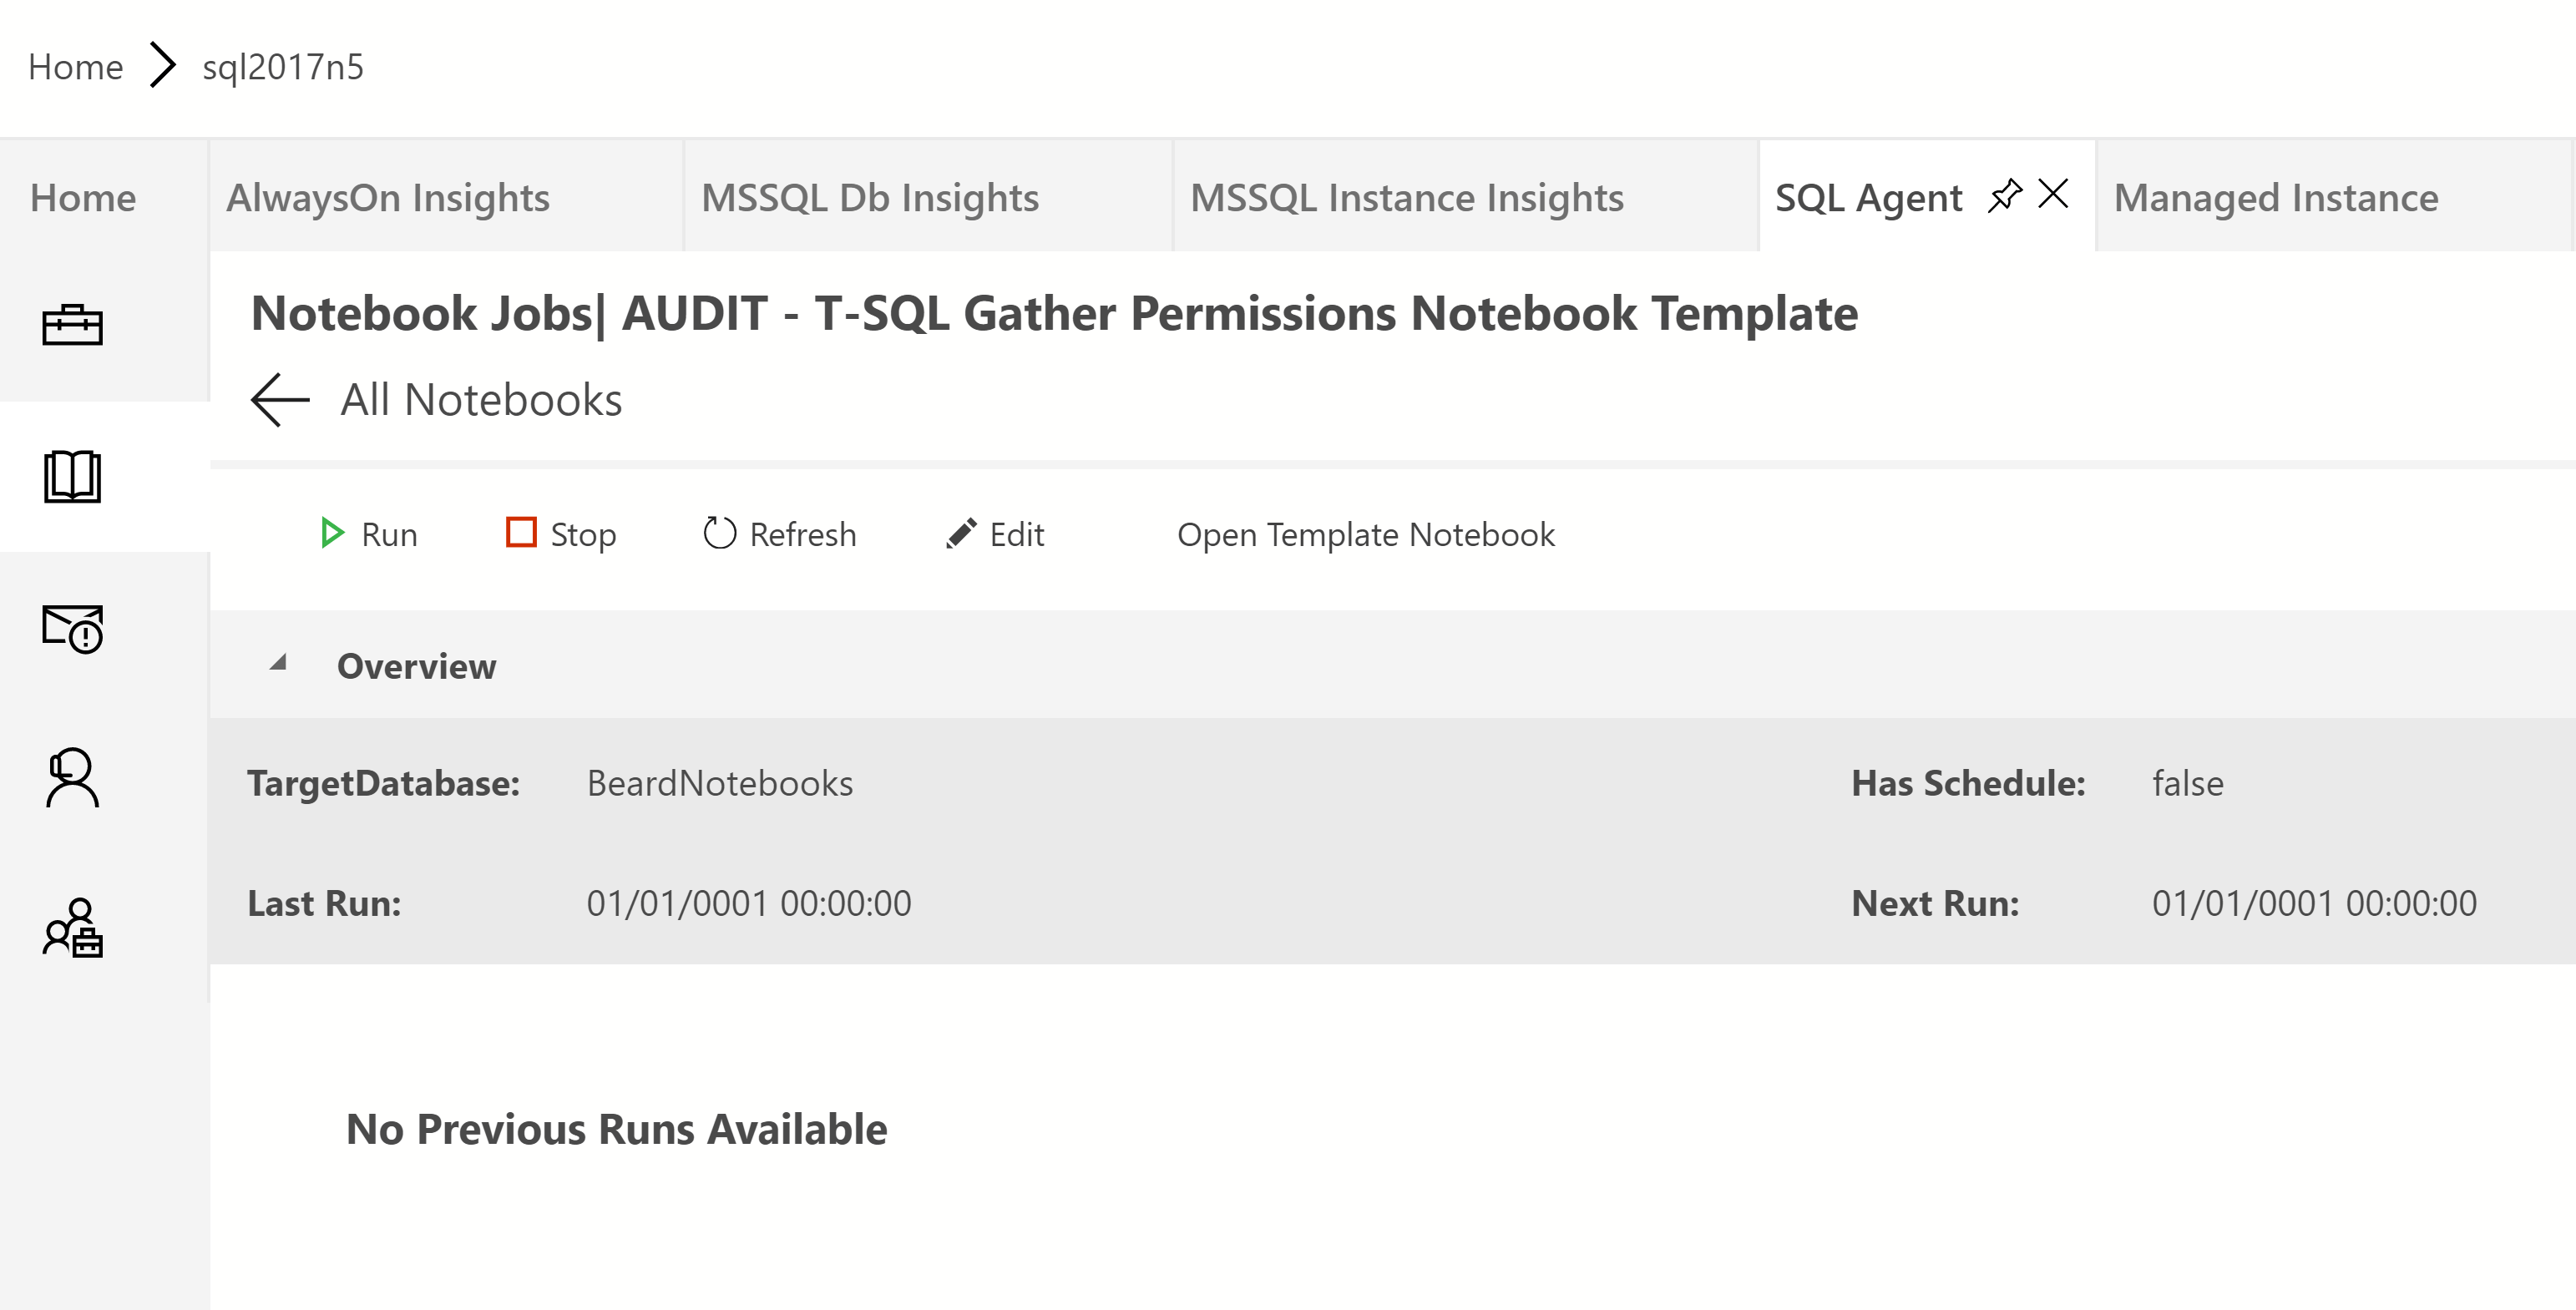 Home sql2017n5
Home AlwaysOn Insights MSSQL Db Insights MSSQL Instance Insights SQL Agent Managed Instance
Notebook Jobs| AUDIT - T-SQL Gather Permissions Notebook Template
All Notebooks
Run Stop Refresh Edit Open Template Notebook
Overview
TargetDatabase: BeardNotebooks Has Schedule: false
Last Run: 01/01/0001 00:00:00 Next Run: 01/01/0001 00:00:00
No Previous Runs Available